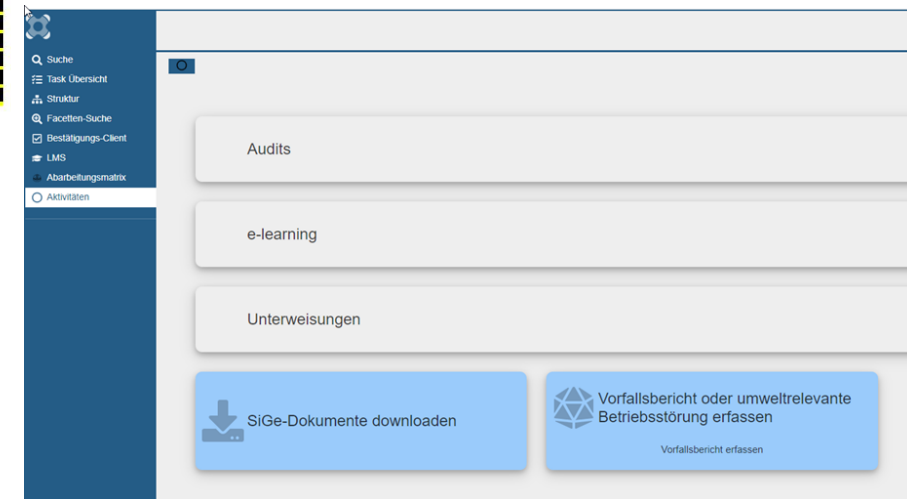 Suche
Task Übersicht
Struktur
Facetten-Suche
Bestätigungs-Client
LMS
Abarbeitungsmatrix
Aktivitäten
Audits
e-learning
Unterweisungen
SiGe-Dokumente downloaden
Vorfallsbericht oder umweltrelevante
Betriebsstörung erfassen
Vorfallsbericht erfassen